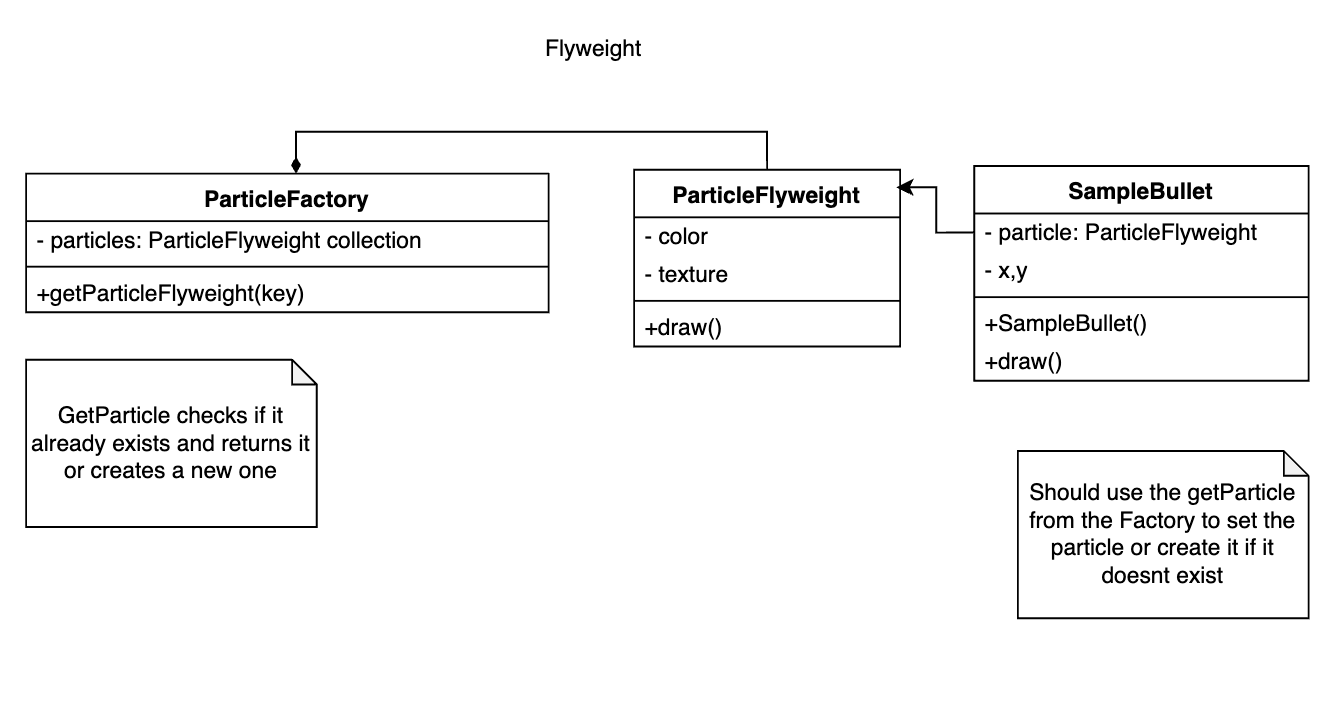 Flyweight
ParticleFactory
- particles: ParticleFlyweight collection
+getParticleFlyweight(key)
GetParticle checks if it
already exists and returns it
or creates a new one
ParticleFlyweight
- color
- texture
+draw()
SampleBullet
- particle: ParticleFlyweight
- x,y
+SampleBullet()
+draw()
Should use the getParticle
from the Factory to set the
particle or create it if it
doesnt exist